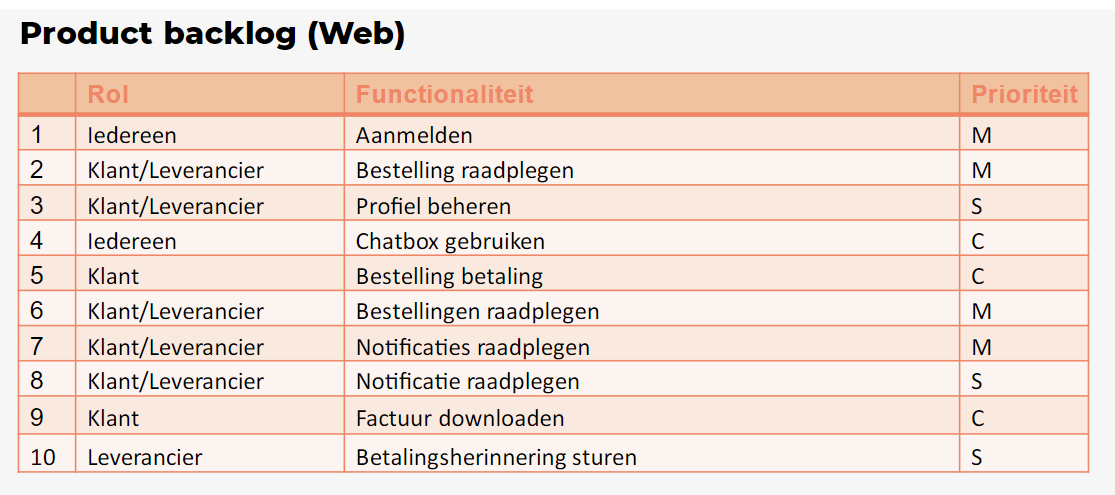 Product backlog (Web)
Rol Functionaliteit Prioriteit
1 Iedereen Aanmelden M
2 Klant/Leverancier Bestelling raadplegen M
3 Klant/Leverancier Profiel beheren S
4 Iedereen Chatbox gebruiken C
5 Klant Bestelling betaling C
6 Klant/Leverancier Bestellingen raadplegen M
7 Klant/Leverancier Notificaties raadplegen M
8 Klant/Leverancier Notificatie raadplegen S
9 Klant Factuur downloaden C
10 Leverancier Betalingsherinnering sturen S